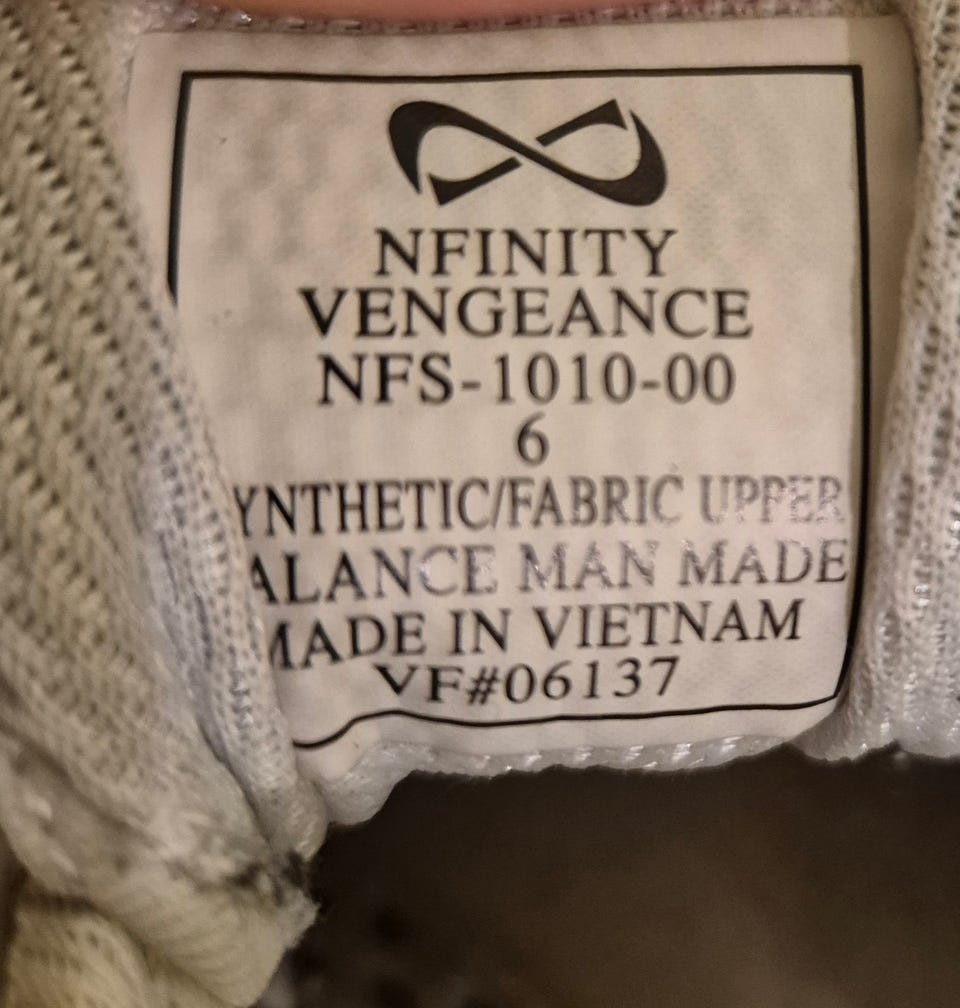 NFINITY
VENGEANCE
NFS-1010-00
6
YNTHETIC/FABRIC UPPER
ALANCE MAN MADE
MADE IN VIETNAM
VF#06137